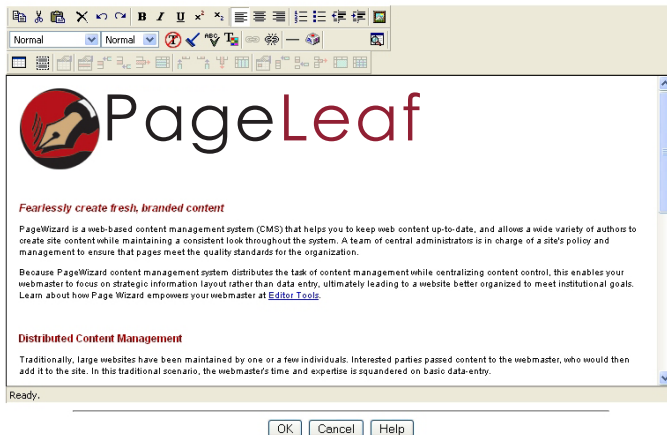 B I U x² x₂
Normal Normal ABC
PageLeaf
Fearlessly create fresh, branded content
PageWizard is a web-based content management system (CMS) that helps you to keep web content up-to-date, and allows a wide variety of authors to
create site content while maintaining a consistent look throughout the system. A team of central administrators is in charge of a site's policy and
management to ensure that pages meet the quality standards for the organization.
Because PageWizard content management system distributes the task of content management while centralizing content control, this enables your
webmaster to focus on strategic information layout rather than data entry, ultimately leading to a website better organized to meet institutional goals.
Learn about how Page Wizard empowers your webmaster at Editor Tools.
Distributed Content Management
Traditionally, large websites have been maintained by one or a few individuals. Interested parties passed content to the webmaster, who would then
add it to the site. In this traditional scenario, the webmaster's time and expertise is squandered on basic data-entry.
Ready.
OK Cancel Help